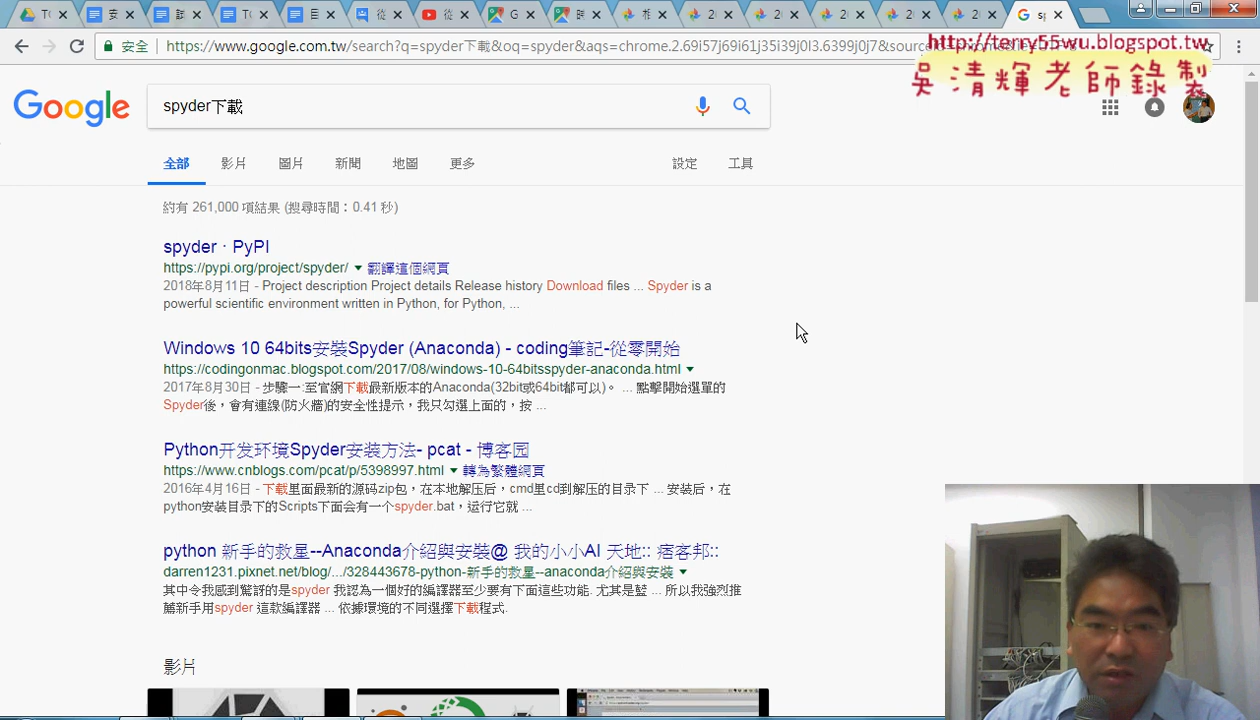 安全 https://www.google.com.tw/search?q=spyder下載&oq=spyder&aqs=chrome.2.69i57j69i61j35i39j0l3.6399j0j7&sourceid=chrome&ie=UTF-8
http://terry55wu.blogspot.tw
吳清輝老師錄製
Google
spyder下載
全部 影片 圖片 新聞 地圖 更多 設定 工具
約有 261,000 項結果 (搜尋時間：0.41 秒)
spyder · PyPI
https://pypi.org/project/spyder/ 翻譯這個網頁
2018年8月11日 - Project description Project details Release history Download files ... Spyder is a
powerful scientific environment written in Python, for Python, ...
Windows 10 64bits安裝Spyder (Anaconda) - coding筆記-從零開始
https://codingonmac.blogspot.com/2017/08/windows-10-64bitsspyder-anaconda.html
2017年8月30日 - 步驟一:至官網下載最新版本的Anaconda(32bit或64bit都可以)。 ... 點擊開始選單的
Spyder後，會有連線(防火牆)的安全性提示，我只勾選上面的，按 ...
Python开发环境Spyder安装方法- pcat - 博客园
https://www.cnblogs.com/pcat/p/5398997.html 轉為繁體網頁
2016年4月16日 - 下载里面最新的源码zip包，在本地解压后，cmd里cd到解压的目录下 ... 安装后，在
python安装目录下的Scripts下面会有一个spyder.bat，运行它就 ...
python 新手的救星--Anaconda介紹與安裝@ 我的小小AI 天地:: 痞客邦::
darren1231.pixnet.net/blog/.../328443678-python-新手的救星--anaconda介紹與安裝
其中令我感到驚訝的是spyder 我認為一個好的編譯器至少要有下面這些功能. 尤其是藍 ... 所以我強烈推
薦新手用spyder 這款編譯器 ... 依據環境的不同選擇下載程式.
影片